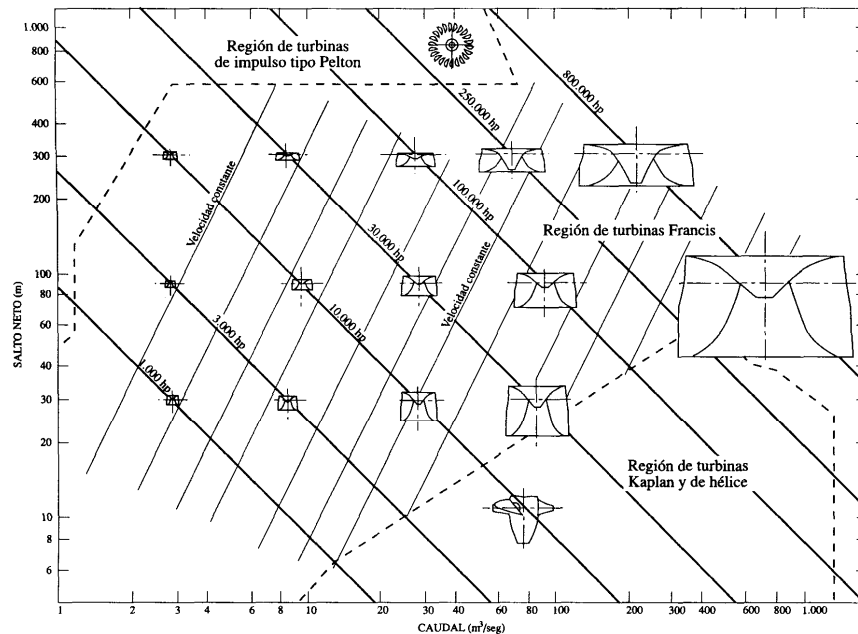 1.000
800
600
400
300
200
100
80
60
40
30
20
10
8
6
4
SALTO NETO (m)
Región de turbinas
de impulso tipo Pelton
250.000 hp
800.000 hp
Velocidad constante
30.000 hp
100.000 hp
Región de turbinas Francis
Velocidad constante
1.000 hp
3.000 hp
10.000 hp
Región de turbinas
Kaplan y de hélice
1 2 3 4 6 8 10 20 30 40 60 80 100 200 300 400 600 800 1.000
CAUDAL (m³/seg)